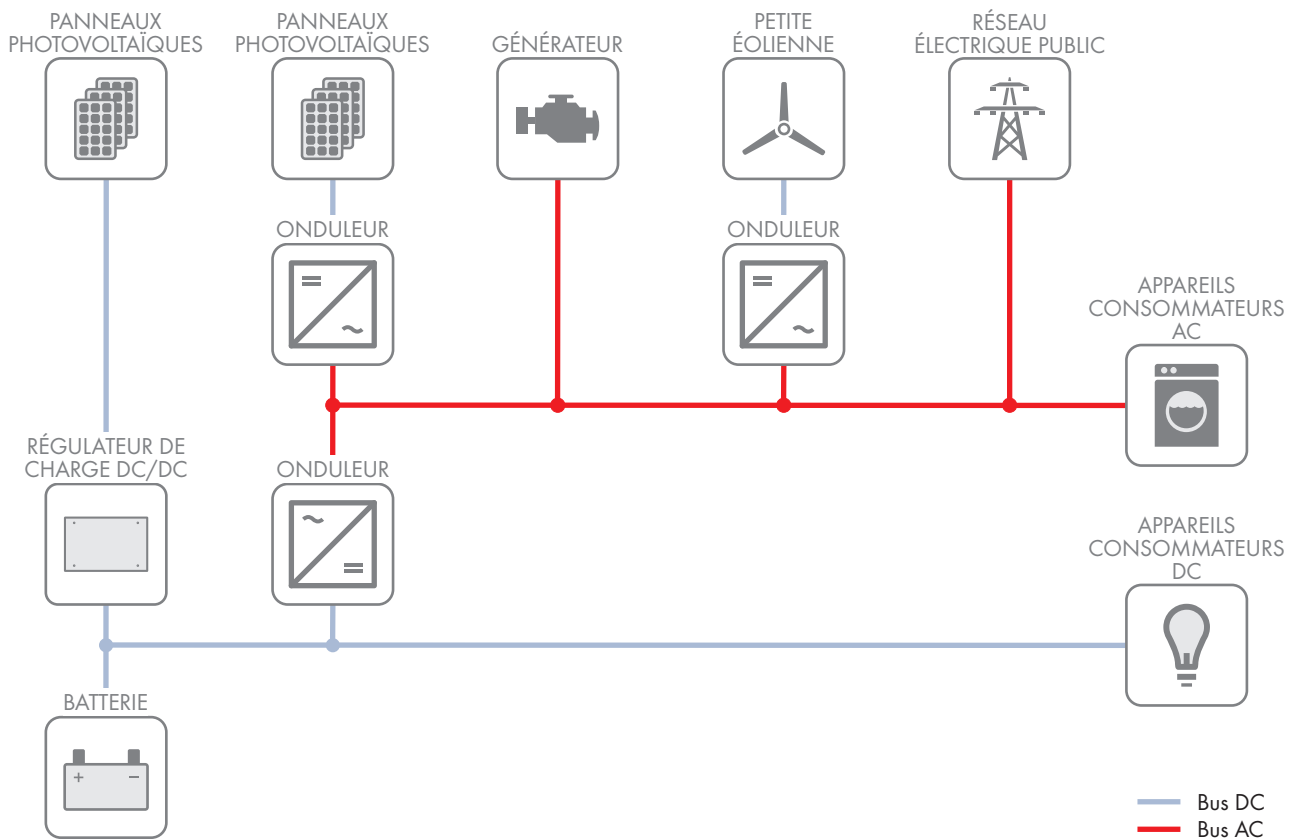 PANNEAUX
PHOTOVOLTAÏQUES
PANNEAUX
PHOTOVOLTAÏQUES
GÉNÉRATEUR
PETITE
ÉOLIENNE
RÉSEAU
ÉLECTRIQUE PUBLIC
ONDULEUR
ONDULEUR
APPAREILS
CONSOMMATEURS
AC
RÉGULATEUR DE
CHARGE DC/DC
ONDULEUR
APPAREILS
CONSOMMATEURS
DC
BATTERIE
+ −
Bus DC
Bus AC